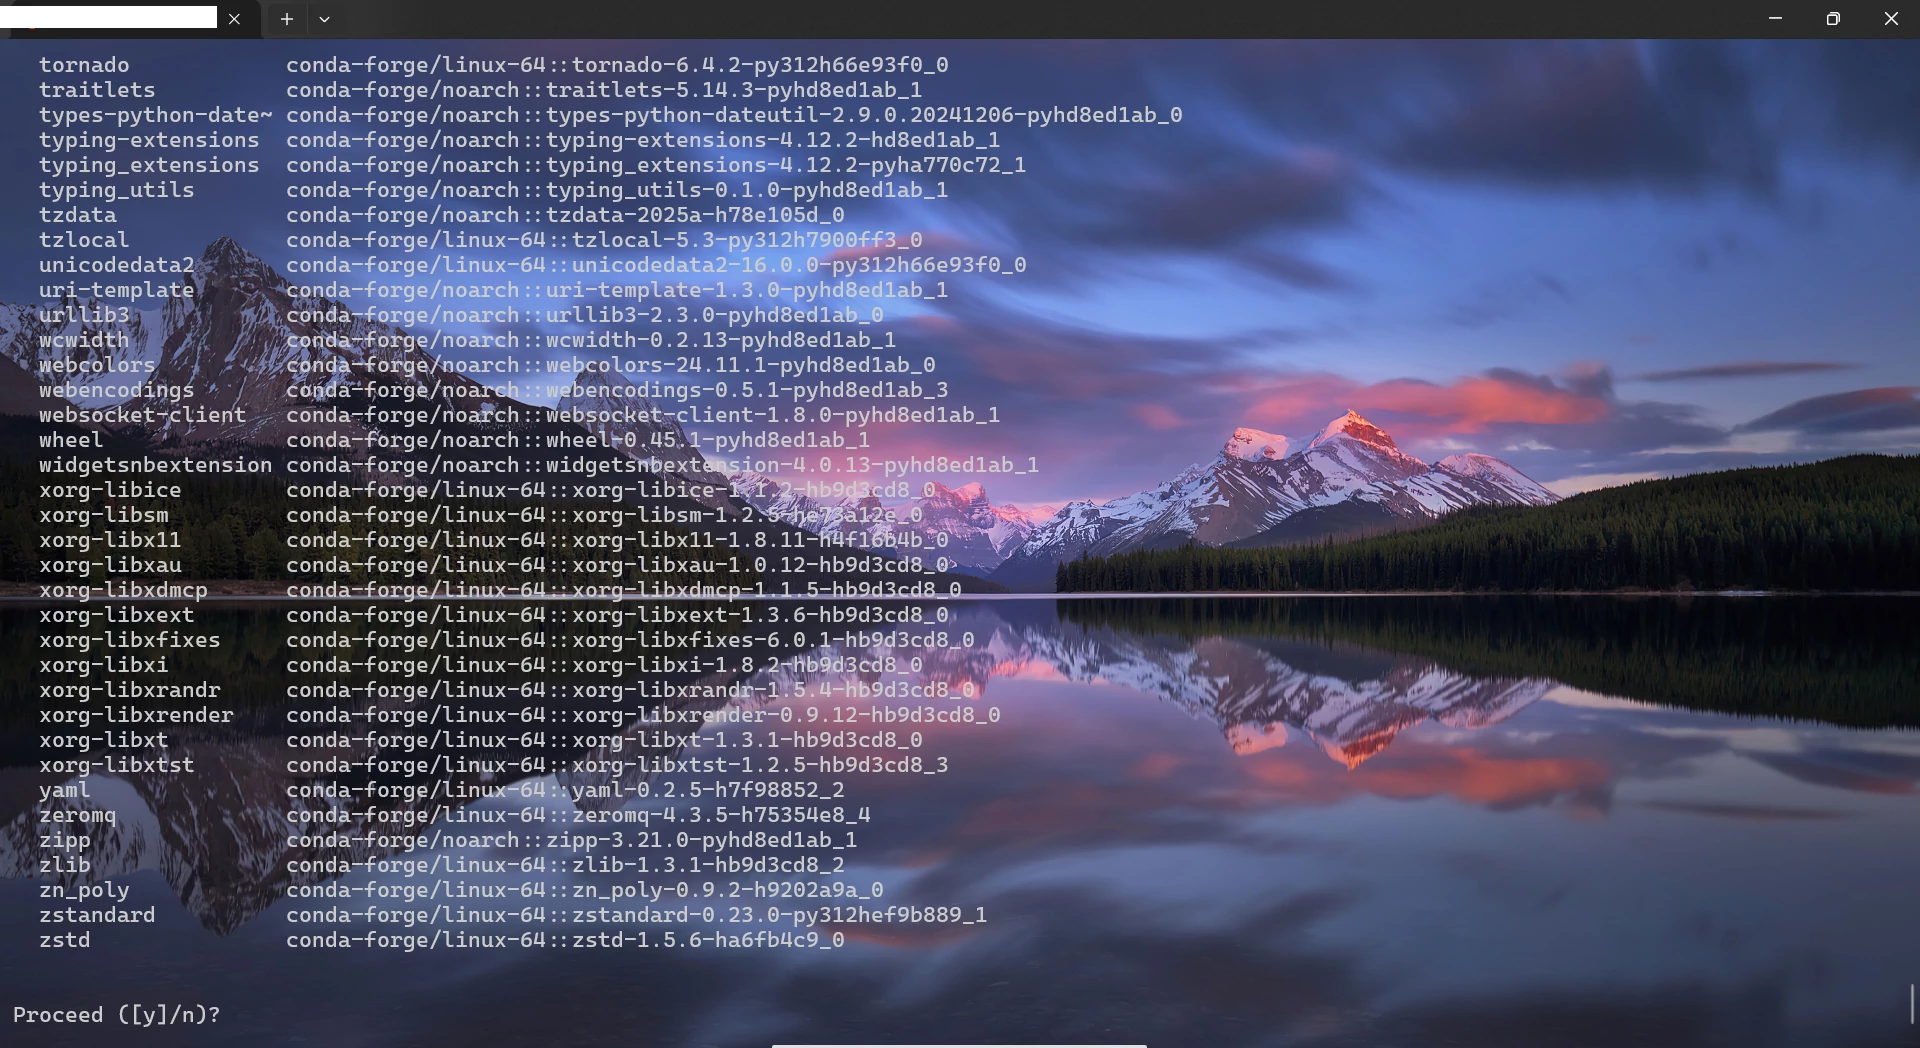 tornado conda-forge/linux-64::tornado-6.4.2-py312h66e93f0_0
traitlets conda-forge/noarch::traitlets-5.14.3-pyhd8ed1ab_1
types-python-date~ conda-forge/noarch::types-python-dateutil-2.9.0.20241206-pyhd8ed1ab_0
typing-extensions conda-forge/noarch::typing-extensions-4.12.2-hd8ed1ab_1
typing_extensions conda-forge/noarch::typing_extensions-4.12.2-pyha770c72_1
typing_utils conda-forge/noarch::typing_utils-0.1.0-pyhd8ed1ab_1
tzdata conda-forge/noarch::tzdata-2025a-h78e105d_0
tzlocal conda-forge/linux-64::tzlocal-5.3-py312h7900ff3_0
unicodedata2 conda-forge/linux-64::unicodedata2-16.0.0-py312h66e93f0_0
uri-template conda-forge/noarch::uri-template-1.3.0-pyhd8ed1ab_1
urllib3 conda-forge/noarch::urllib3-2.3.0-pyhd8ed1ab_0
wcwidth conda-forge/noarch::wcwidth-0.2.13-pyhd8ed1ab_1
webcolors conda-forge/noarch::webcolors-24.11.1-pyhd8ed1ab_0
webencodings conda-forge/noarch::webencodings-0.5.1-pyhd8ed1ab_3
websocket-client conda-forge/noarch::websocket-client-1.8.0-pyhd8ed1ab_1
wheel conda-forge/noarch::wheel-0.45.1-pyhd8ed1ab_1
widgetsnbextension conda-forge/noarch::widgetsnbextension-4.0.13-pyhd8ed1ab_1
xorg-libice conda-forge/linux-64::xorg-libice-1.1.2-hb9d3cd8_0
xorg-libsm conda-forge/linux-64::xorg-libsm-1.2.5-he73a12e_0
xorg-libx11 conda-forge/linux-64::xorg-libx11-1.8.11-h4f16b4b_0
xorg-libxau conda-forge/linux-64::xorg-libxau-1.0.12-hb9d3cd8_0
xorg-libxdmcp conda-forge/linux-64::xorg-libxdmcp-1.1.5-hb9d3cd8_0
xorg-libxext conda-forge/linux-64::xorg-libxext-1.3.6-hb9d3cd8_0
xorg-libxfixes conda-forge/linux-64::xorg-libxfixes-6.0.1-hb9d3cd8_0
xorg-libxi conda-forge/linux-64::xorg-libxi-1.8.2-hb9d3cd8_0
xorg-libxrandr conda-forge/linux-64::xorg-libxrandr-1.5.4-hb9d3cd8_0
xorg-libxrender conda-forge/linux-64::xorg-libxrender-0.9.12-hb9d3cd8_0
xorg-libxt conda-forge/linux-64::xorg-libxt-1.3.1-hb9d3cd8_0
xorg-libxtst conda-forge/linux-64::xorg-libxtst-1.2.5-hb9d3cd8_3
yaml conda-forge/linux-64::yaml-0.2.5-h7f98852_2
zeromq conda-forge/linux-64::zeromq-4.3.5-h75354e8_4
zipp conda-forge/noarch::zipp-3.21.0-pyhd8ed1ab_1
zlib conda-forge/linux-64::zlib-1.3.1-hb9d3cd8_2
zn_poly conda-forge/linux-64::zn_poly-0.9.2-h9202a9a_0
zstandard conda-forge/linux-64::zstandard-0.23.0-py312hef9b889_1
zstd conda-forge/linux-64::zstd-1.5.6-ha6fb4c9_0
Proceed ([y]/n)?